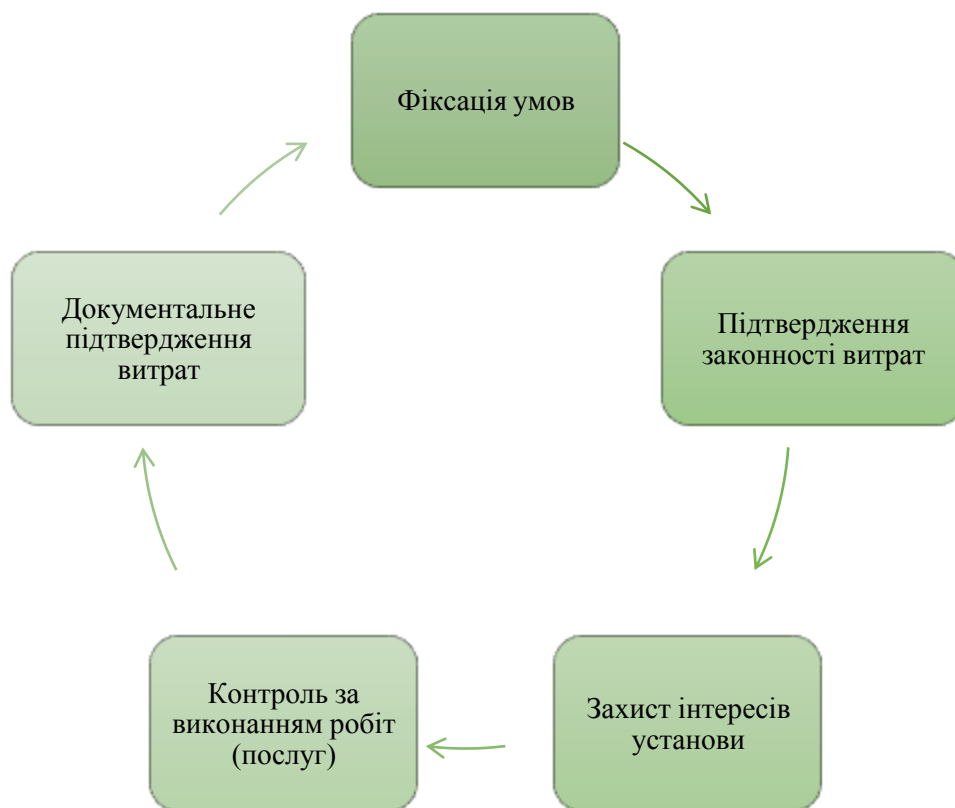 Фіксація умов
Підтвердження
законності витрат
Захист інтересів
установи
Контроль за
виконанням робіт
(послуг)
Документальне
підтвердження
витрат